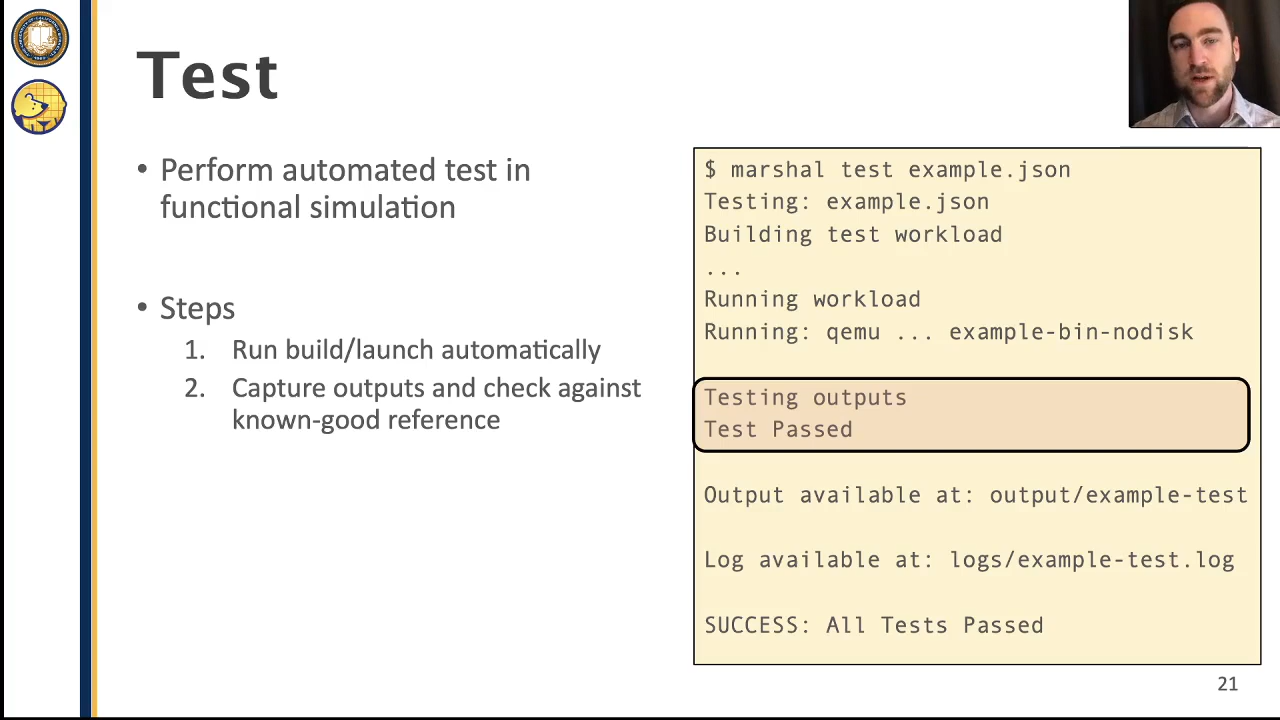 Test
• Perform automated test in
functional simulation
• Steps
1. Run build/launch automatically
2. Capture outputs and check against
known-good reference
$ marshal test example.json
Testing: example.json
Building test workload
...
Running workload
Running: qemu ... example-bin-nodisk
Testing outputs
Test Passed
Output available at: output/example-test
Log available at: logs/example-test.log
SUCCESS: All Tests Passed
21